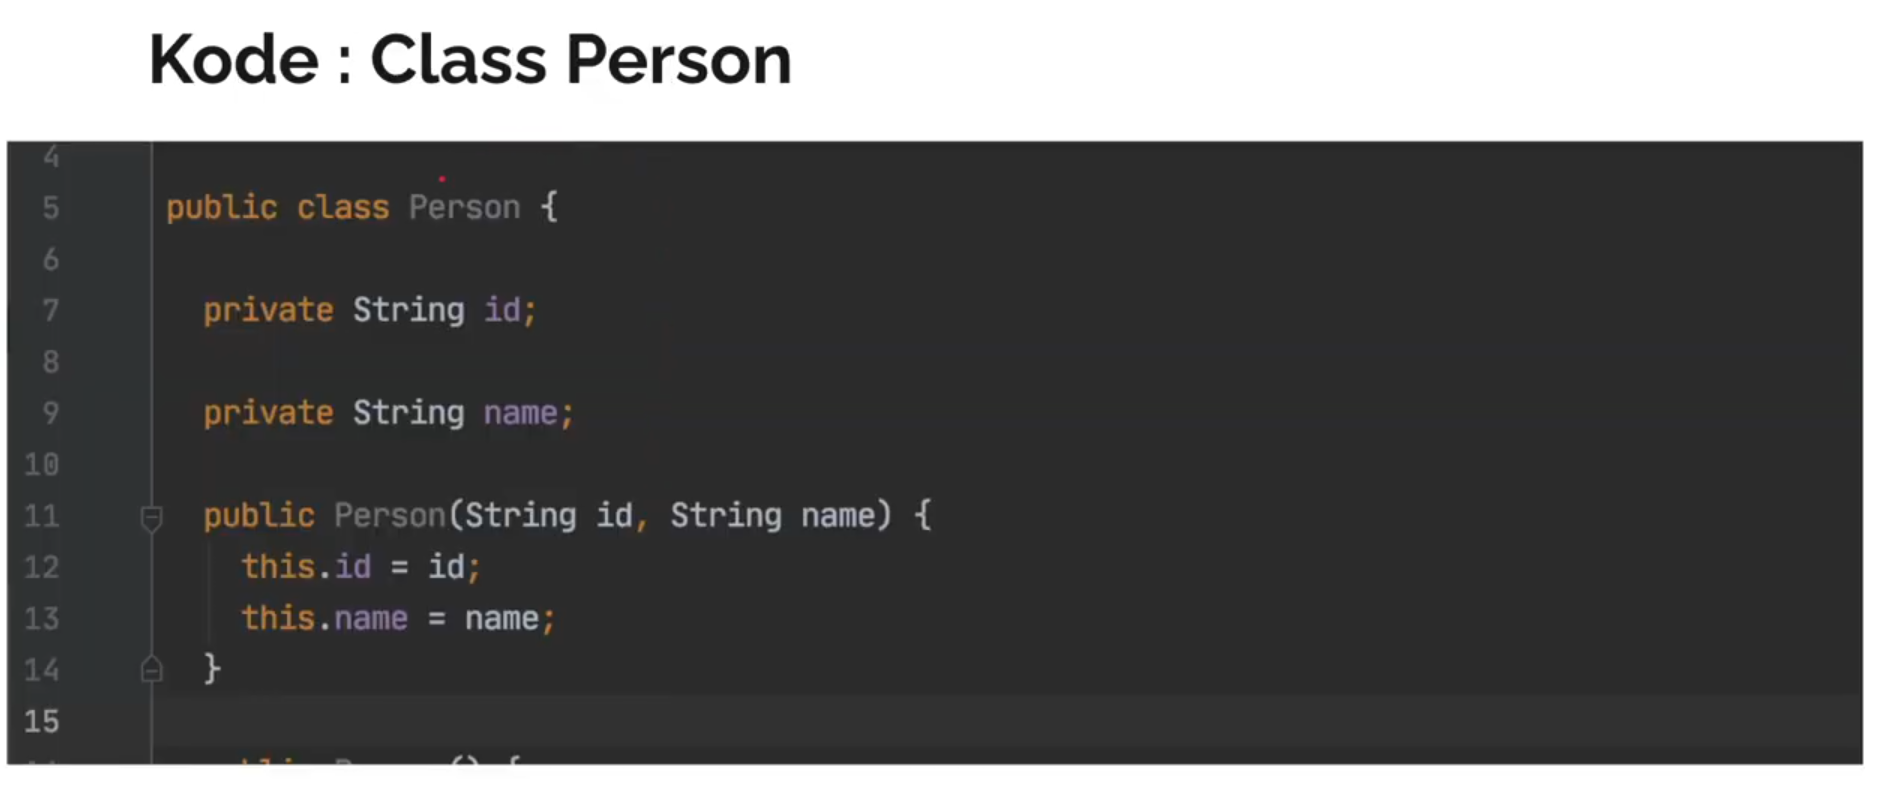 Kode : Class Person
4
5 public class Person {
6
7 private String id;
8
9 private String name;
10
11 public Person(String id, String name) {
12 this.id = id;
13 this.name = name;
14 }
15